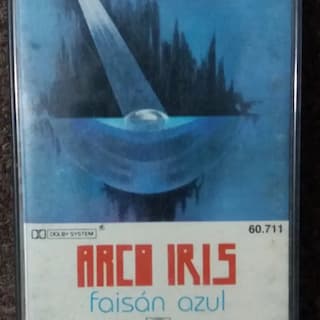 DOLBY SYSTEM
60.711
ARCO IRIS
faisán azul